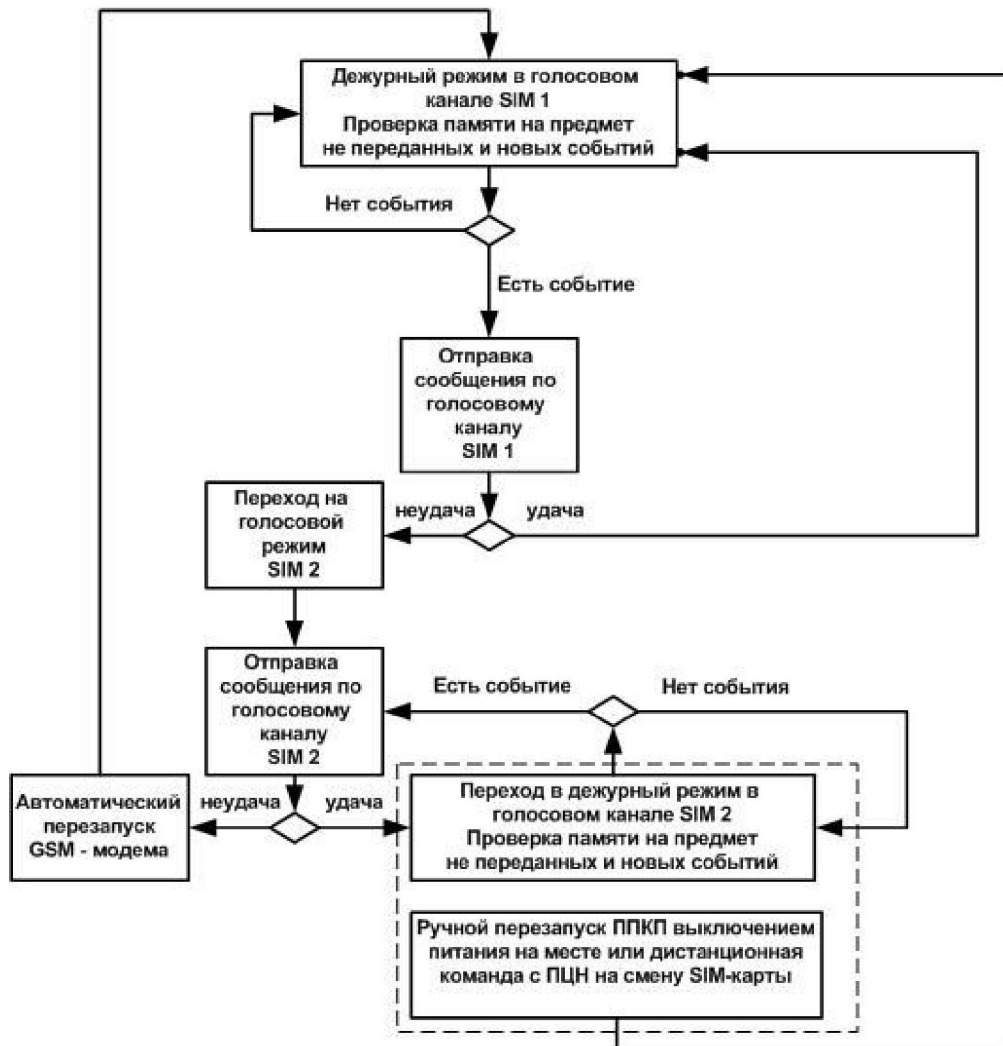 Дежурный режим в голосовом
канале SIM 1
Проверка памяти на предмет
не переданных и новых событий
Нет события
Есть событие
Отправка
сообщения по
голосовому
каналу
SIM 1
неудача
удача
Переход на
голосовой
режим
SIM 2
Отправка
сообщения по
голосовому
каналу
SIM 2
Есть событие
Нет события
неудача
удача
Автоматический
перезапуск
GSM - модема
Переход в дежурный режим в
голосовом канале SIM 2
Проверка памяти на предмет
не переданных и новых событий
Ручной перезапуск ППКП выключением
питания на месте или дистанционная
команда с ПЦН на смену SIM-карты